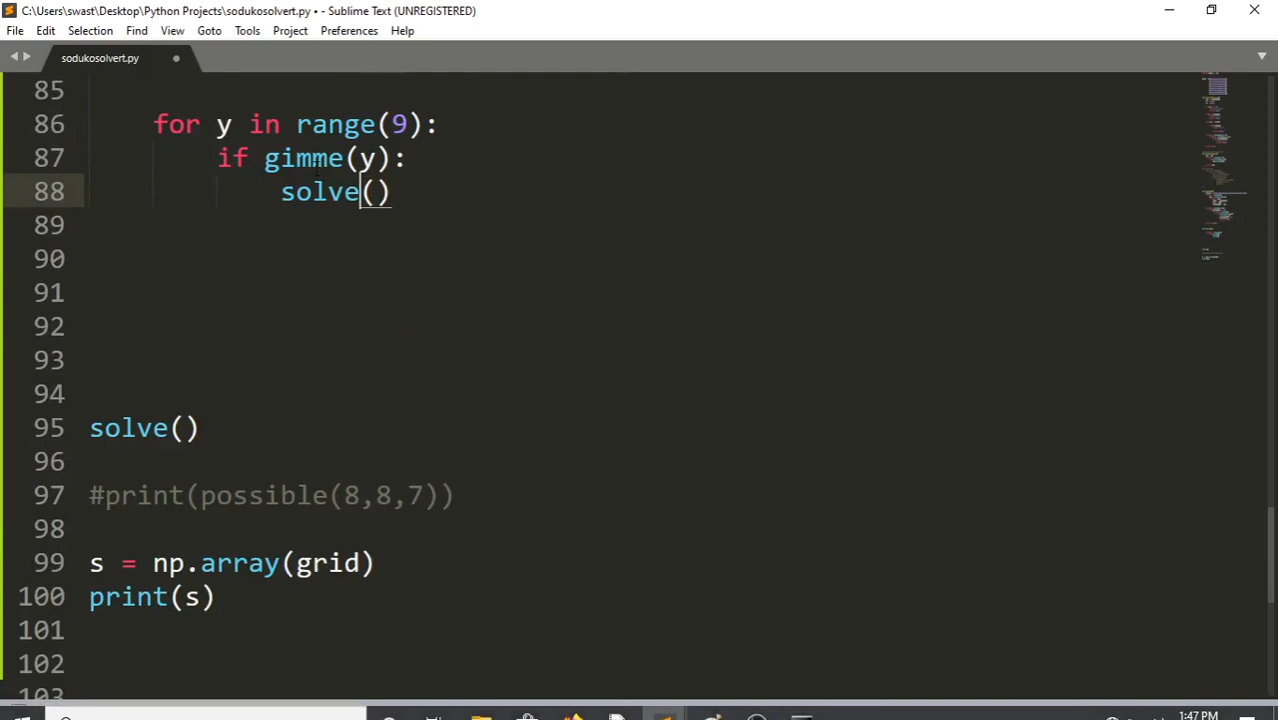 C:\Users\swast\Desktop\Python Projects\sodukosolvert.py • - Sublime Text (UNREGISTERED)
File Edit Selection Find View Goto Tools Project Preferences Help
sodukosolvert.py
85
86 for y in range(9):
87 if gimme(y):
88 solve()
89
90
91
92
93
94
95 solve()
96
97 #print(possible(8,8,7))
98
99 s = np.array(grid)
100 print(s)
101
102
103
1:47 PM